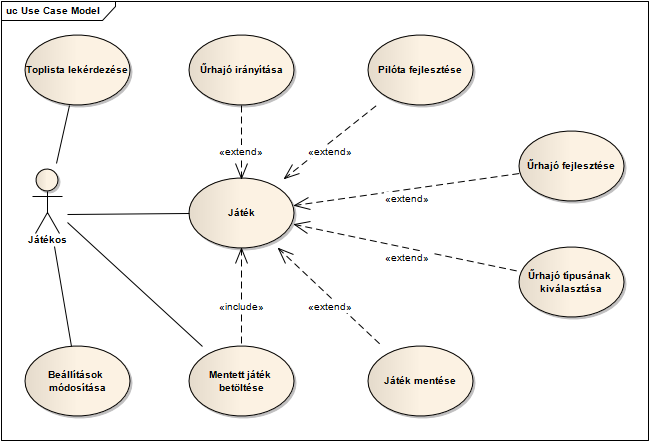 uc Use Case Model
Toplista lekérdezése
Űrhajó irányítása
Pilóta fejlesztése
«extend»
«extend»
Űrhajó fejlesztése
«extend»
Játékos
Játék
«extend»
Űrhajó típusának
kiválasztása
«include»
«extend»
Beállítások
módosítása
Mentett játék
betöltése
Játék mentése